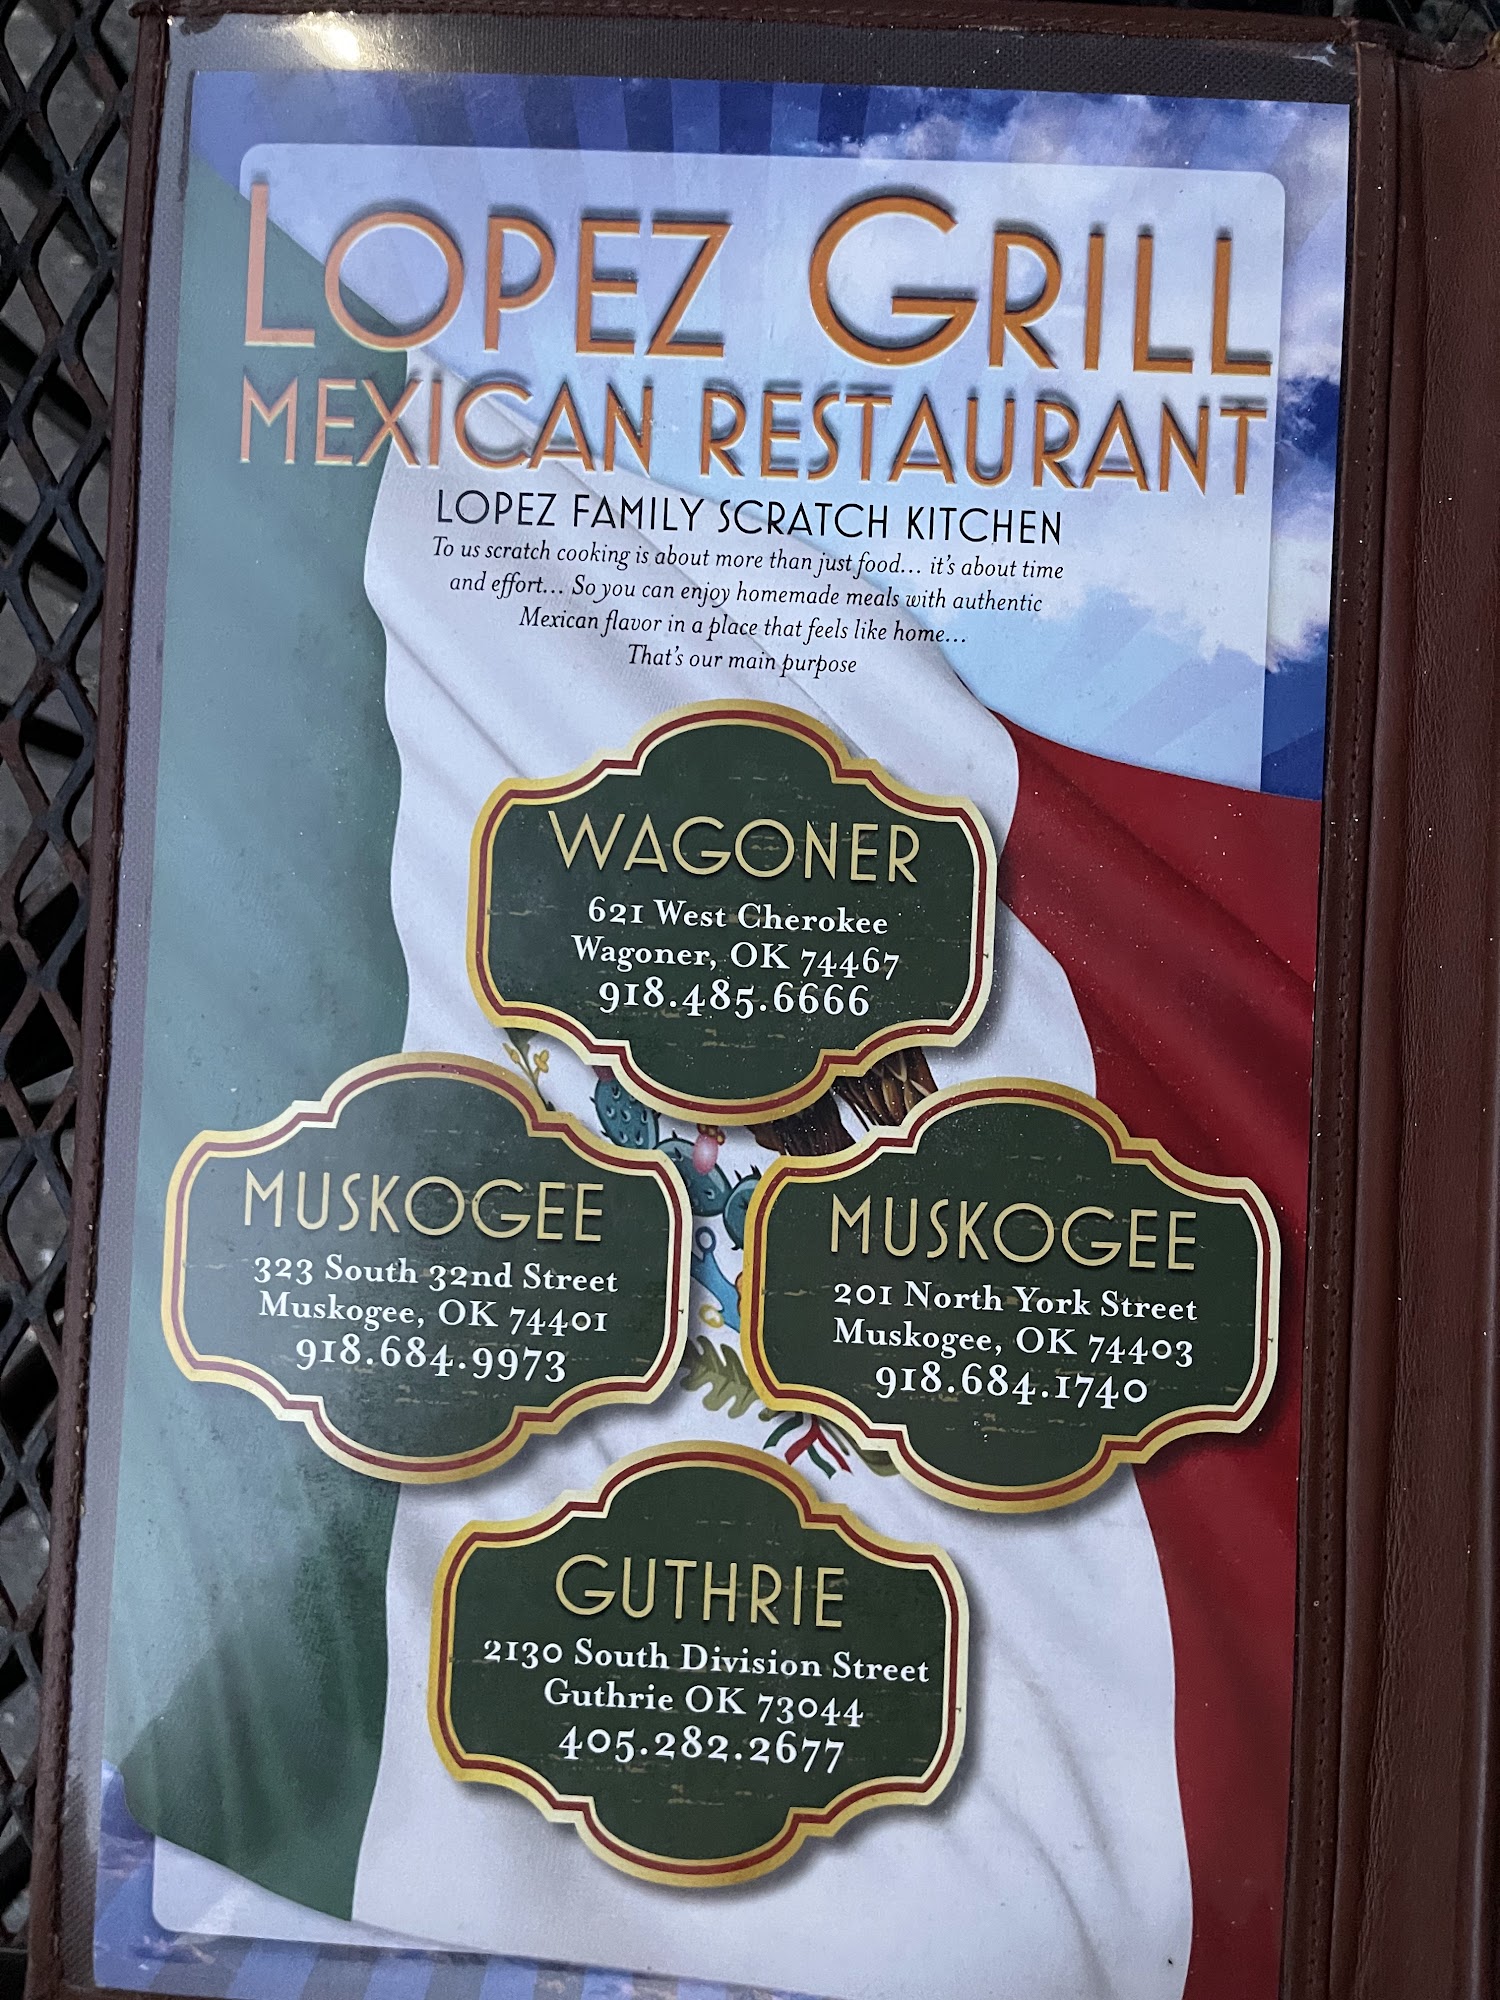 LOPEZ GRILL
MEXICAN RESTAURANT
LOPEZ FAMILY SCRATCH KITCHEN
To us scratch cooking is about more than just food... it's about time
and effort... So you can enjoy homemade meals with authentic
Mexican flavor in a place that feels like home...
That's our main purpose
WAGONER
621 West Cherokee
Wagoner, OK 74467
918.485.6666
MUSKOGEE
323 South 32nd Street
Muskogee, OK 74401
918.684.9973
MUSKOGEE
201 North York Street
Muskogee, OK 74403
918.684.1740
GUTHRIE
2130 South Division Street
Guthrie OK 73044
405.282.2677